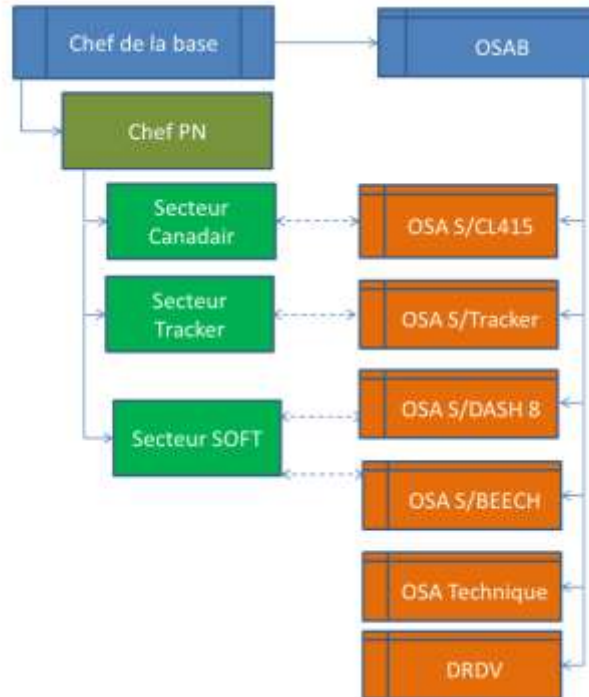 Chef de la base
OSAB
Chef PN
Secteur
Canadair
OSA S/CL415
Secteur
Tracker
OSA S/Tracker
OSA S/DASH 8
Secteur SOFT
OSA S/BEECH
OSA Technique
DRDV